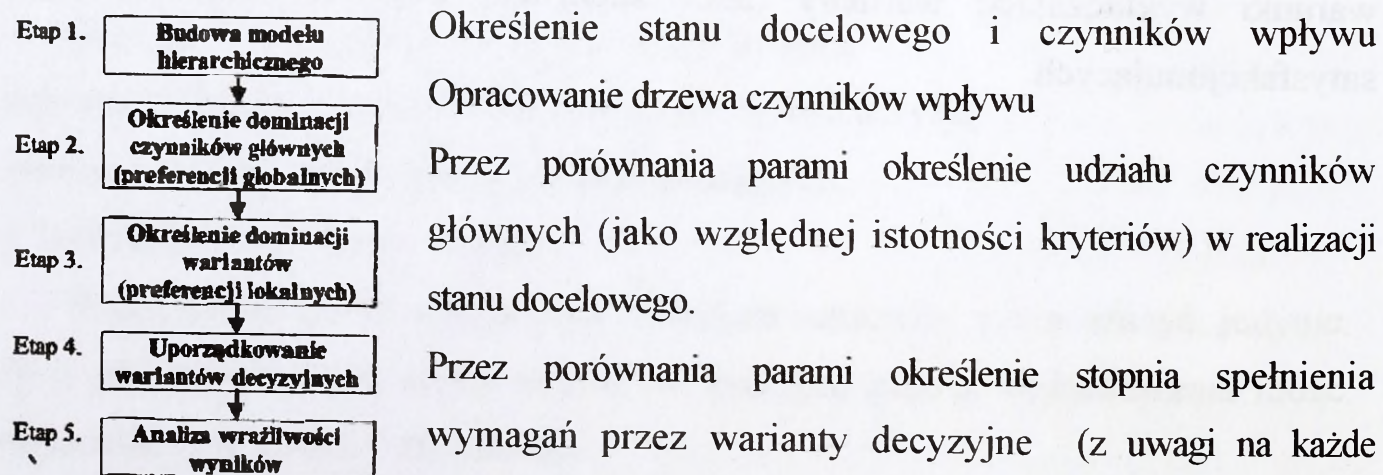 Etap 1.
Budowa modelu
hierarchicznego
Etap 2.
Określenie dominacji
czynników głównych
(preferencji globalnych)
Etap 3.
Określenie dominacji
wariantów
(preferencji lokalnych)
Etap 4.
Uporządkowanie
wariantów decyzyjnych
Etap 5.
Analiza wrażliwości
wyników
Określenie stanu docelowego i czynników wpływu
Opracowanie drzewa czynników wpływu
Przez porównania parami określenie udziału czynników
głównych (jako względnej istotności kryteriów) w realizacji
stanu docelowego.
Przez porównania parami określenie stopnia spełnienia
wymagań przez warianty decyzyjne (z uwagi na każde